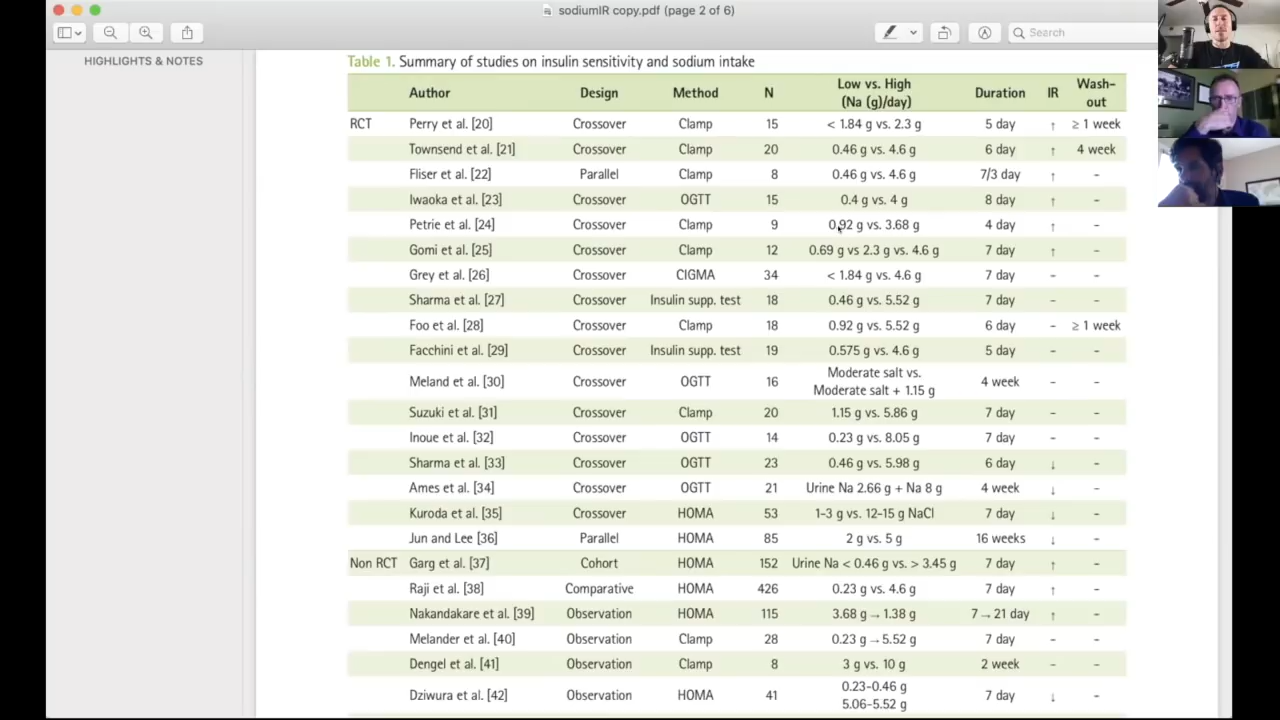 sodiumIR copy.pdf (page 2 of 6)
Search
HIGHLIGHTS & NOTES
Table 1. Summary of studies on insulin sensitivity and sodium intake
Author Design Method N Low vs. High (Na (g)/day) Duration IR Wash-out
RCT Perry et al. [20] Crossover Clamp 15 < 1.84 g vs. 2.3 g 5 day ↑ ≥ 1 week
Townsend et al. [21] Crossover Clamp 20 0.46 g vs. 4.6 g 6 day ↑ 4 week
Fliser et al. [22] Parallel Clamp 8 0.46 g vs. 4.6 g 7/3 day ↑ -
Iwaoka et al. [23] Crossover OGTT 15 0.4 g vs. 4 g 8 day ↑ -
Petrie et al. [24] Crossover Clamp 9 0.92 g vs. 3.68 g 4 day ↑ -
Gomi et al. [25] Crossover Clamp 12 0.69 g vs 2.3 g vs. 4.6 g 7 day ↑ -
Grey et al. [26] Crossover CIGMA 34 < 1.84 g vs. 4.6 g 7 day - -
Sharma et al. [27] Crossover Insulin supp. test 18 0.46 g vs. 5.52 g 7 day - -
Foo et al. [28] Crossover Clamp 18 0.92 g vs. 5.52 g 6 day - ≥ 1 week
Facchini et al. [29] Crossover Insulin supp. test 19 0.575 g vs. 4.6 g 5 day - -
Meland et al. [30] Crossover OGTT 16 Moderate salt vs. Moderate salt + 1.15 g 4 week - -
Suzuki et al. [31] Crossover Clamp 20 1.15 g vs. 5.86 g 7 day - -
Inoue et al. [32] Crossover OGTT 14 0.23 g vs. 8.05 g 7 day - -
Sharma et al. [33] Crossover OGTT 23 0.46 g vs. 5.98 g 6 day ↓ -
Ames et al. [34] Crossover OGTT 21 Urine Na 2.66 g + Na 8 g 4 week ↓ -
Kuroda et al. [35] Crossover HOMA 53 1-3 g vs. 12-15 g NaCl 7 day ↓ -
Jun and Lee [36] Parallel HOMA 85 2 g vs. 5 g 16 weeks ↓ -
Non RCT Garg et al. [37] Cohort HOMA 152 Urine Na < 0.46 g vs. > 3.45 g 7 day ↑ -
Raji et al. [38] Comparative HOMA 426 0.23 g vs. 4.6 g 7 day ↑ -
Nakandakare et al. [39] Observation HOMA 115 3.68 g → 1.38 g 7 → 21 day ↑ -
Melander et al. [40] Observation Clamp 28 0.23 g → 5.52 g 7 day - -
Dengel et al. [41] Observation Clamp 8 3 g vs. 10 g 2 week - -
Dziwura et al. [42] Observation HOMA 41 0.23-0.46 g 5.06-5.52 g 7 day ↓ -